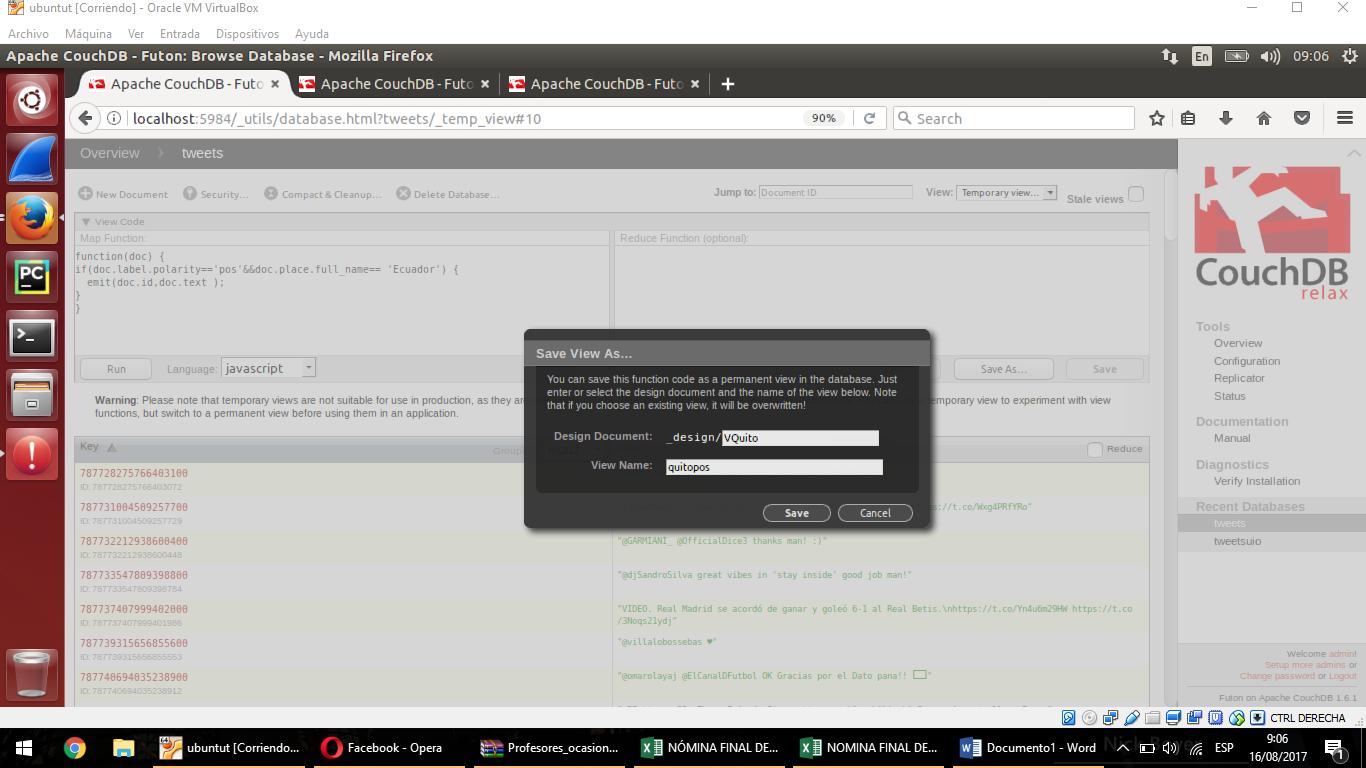 ubuntut [Corriendo] - Oracle VM VirtualBox
Archivo Máquina Ver Entrada Dispositivos Ayuda
Apache CouchDB - Futon: Browse Database - Mozilla Firefox
En 09:06
Apache CouchDB - Futo Apache CouchDB - Futo Apache CouchDB - Futo
localhost:5984/_utils/database.html?tweets/_temp_view#10 90% Search
Overview tweets
New Document Security… Compact & Cleanup… Delete Database…
Jump to: Document ID View: Temporary view… Stale views
View Code
Map Function: Reduce Function (optional):
function(doc) {
if(doc.label.polarity=='pos'&&doc.place.full_name== 'Ecuador') {
emit(doc.id,doc.text );
}
}
Run Language: javascript Save As… Save
Warning: Please note that temporary views are not suitable for use in production, as they are temporary view to experiment with view
functions, but switch to a permanent view before using them in an application.
Save View As…
You can save this function code as a permanent view in the database. Just
enter or select the design document and the name of the view below. Note
that if you choose an existing view, it will be overwritten!
Design Document: _design/VQuito
View Name: quitopos
Save Cancel
Key Reduce
787728275766403100
ID: 787728275766403072
787731004509257700 s://t.co/Wxg4PRfYRo"
ID: 787731004509257729
787732212938600400 "@GARMIANI_ @OfficialDice3 thanks man! :)"
ID: 787732212938600448
787733547809398800 "@djSandroSilva great vibes in 'stay inside' good job man!"
ID: 787733547809398784
787737407999402000 "VIDEO. Real Madrid se acordó de ganar y goleó 6-1 al Real Betis.\nhttps://t.co/Yn4u6m29HW https://t.co
/3Noqs21ydj"
ID: 787737407999401986
787739315656855600 "@villalobossebas ♥"
ID: 787739315656855553
787740694035238900 "@omarolayaj @ElCanalDFutbol OK Gracias por el Dato pana!! "
ID: 787740694035238912
CouchDB
relax
Tools
Overview
Configuration
Replicator
Status
Documentation
Manual
Diagnostics
Verify Installation
Recent Databases
tweets
tweetsuio
Welcome admin!
Setup more admins or
Change password or Logout
Futon on Apache CouchDB 1.6.1
CTRL DERECHA
ubuntut [Corriendo... Facebook - Opera Profesores_ocasion... NÓMINA FINAL DE... NOMINA FINAL DE... Documento1 - Word ESP 9:06
16/08/2017